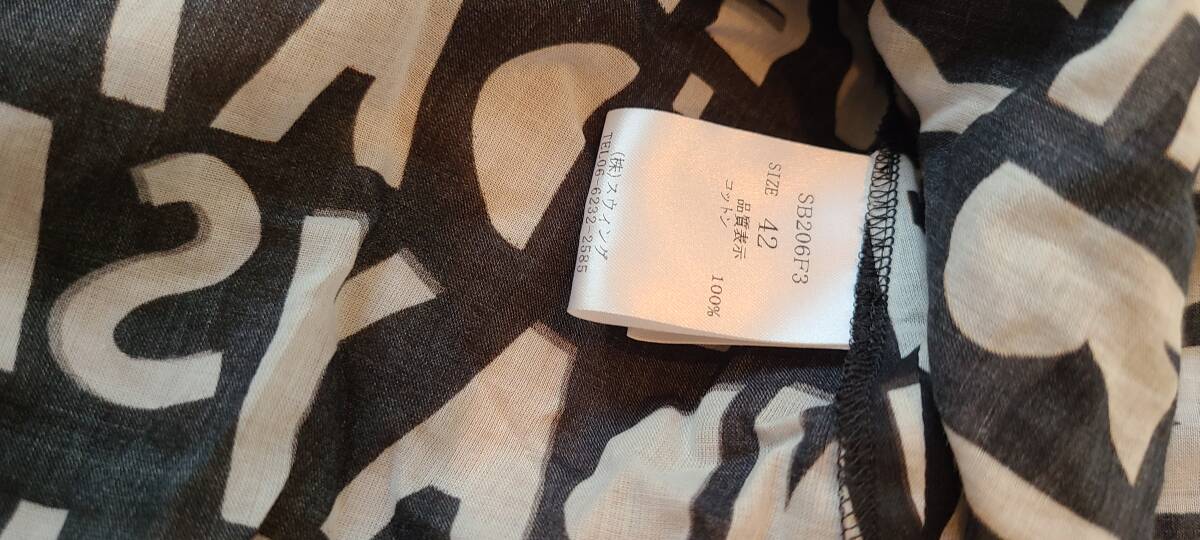 SB206F3
SIZE 42
品質表示
コットン 100%
(株)スウィング
TEL06-6232-2585